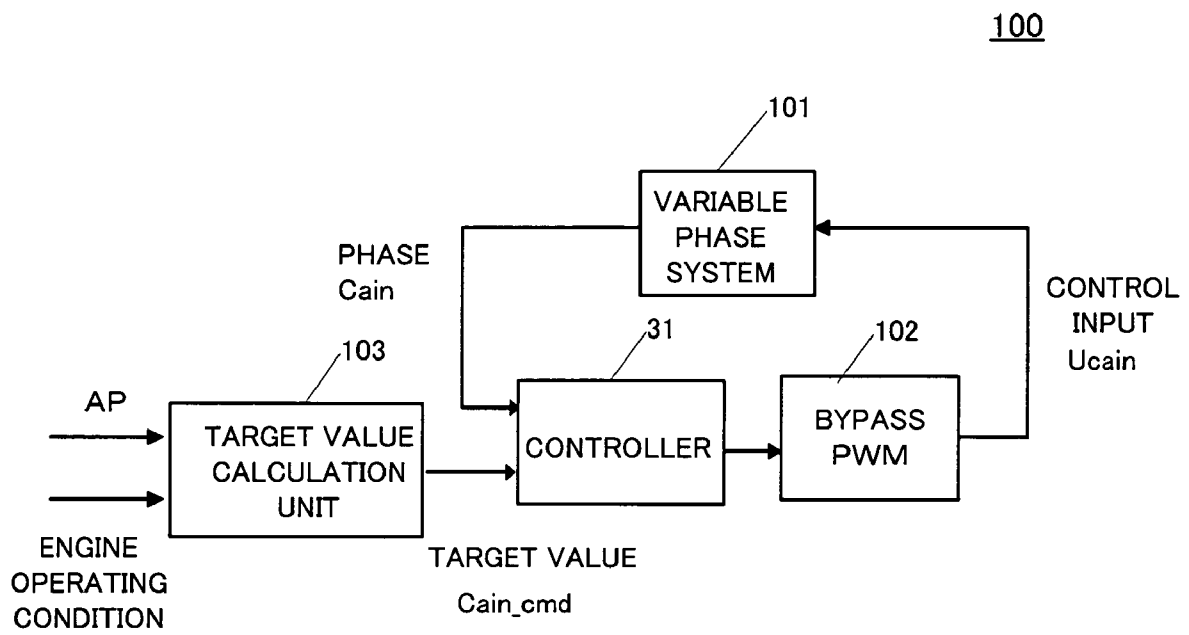 100
101
VARIABLE
PHASE
SYSTEM
PHASE
Cain
CONTROL
INPUT
Ucain
103
31
102
AP
TARGET VALUE
CALCULATION
UNIT
CONTROLLER
BYPASS
PWM
ENGINE
OPERATING
CONDITION
TARGET VALUE
Cain_cmd